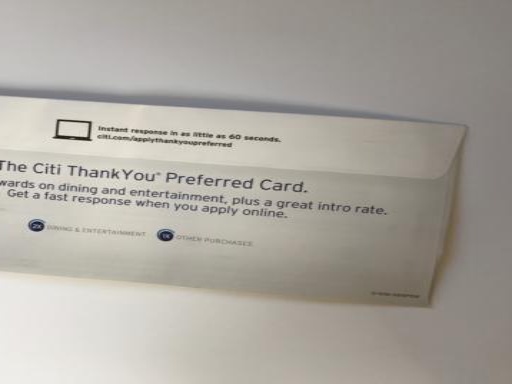 Instant response in as little as 60 seconds.
citi.com/applythankyoupreferred
The Citi ThankYou® Preferred Card.
wards on dining and entertainment, plus a great intro rate.
Get a fast response when you apply online.
2X DINING & ENTERTAINMENT 1X OTHER PURCHASES